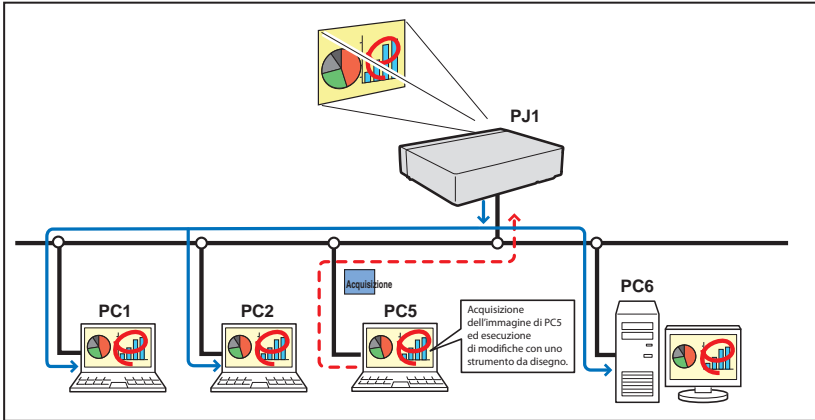 PJ1
Acquisizione
PC1
PC2
PC5
PC6
Acquisizione
dell'immagine di PC5
ed esecuzione
di modifiche con uno
strumento da disegno.